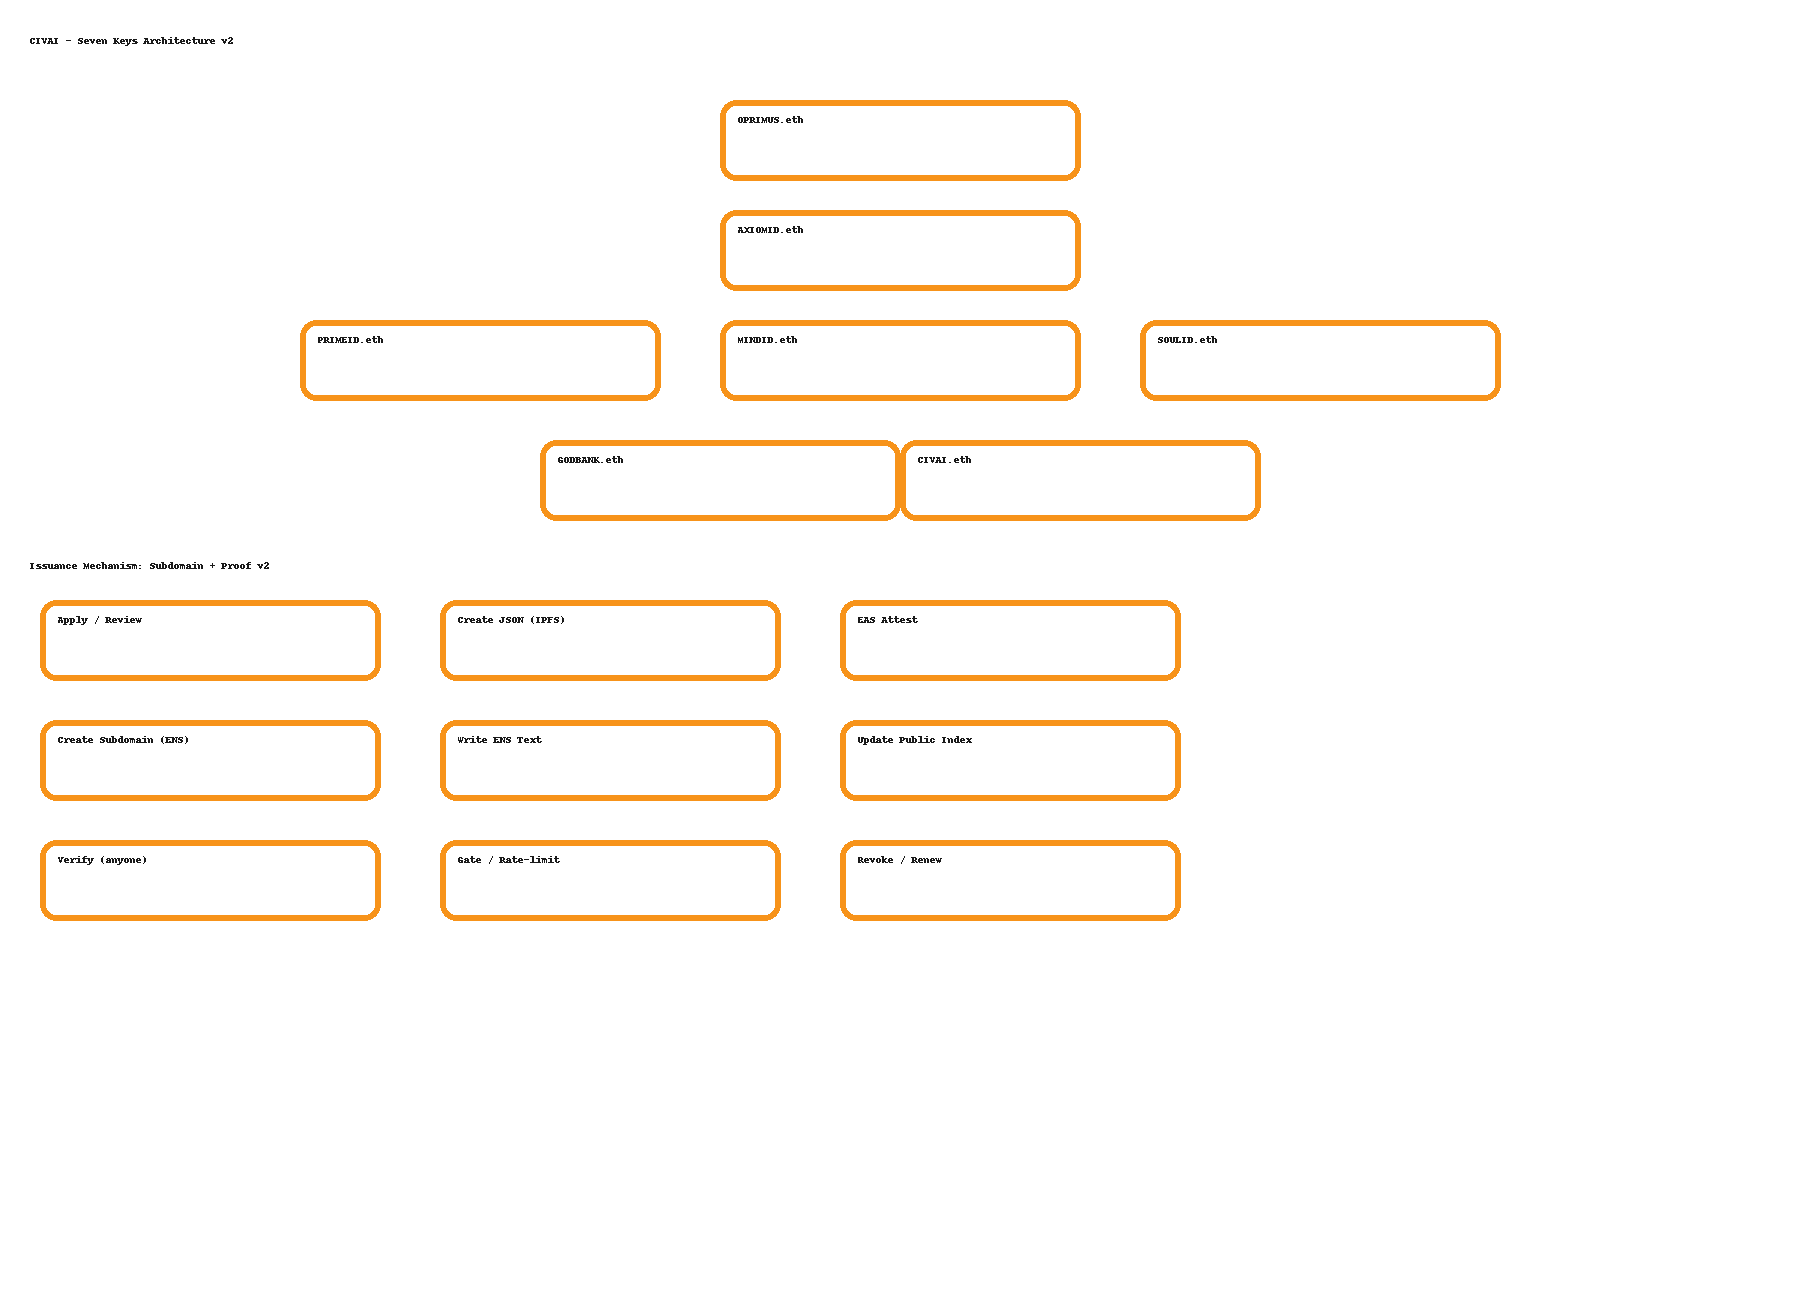 CIVAI - Seven Keys Architecture v2
OPRIMUS.eth
AXIOMID.eth
PRIMEID.eth
MINDID.eth
SOULID.eth
GODBANK.eth
CIVAI.eth
Issuance Mechanism: Subdomain + Proof v2
Apply / Review
Create JSON (IPFS)
EAS Attest
Create Subdomain (ENS)
Write ENS Text
Update Public Index
Verify (anyone)
Gate / Rate-limit
Revoke / Renew